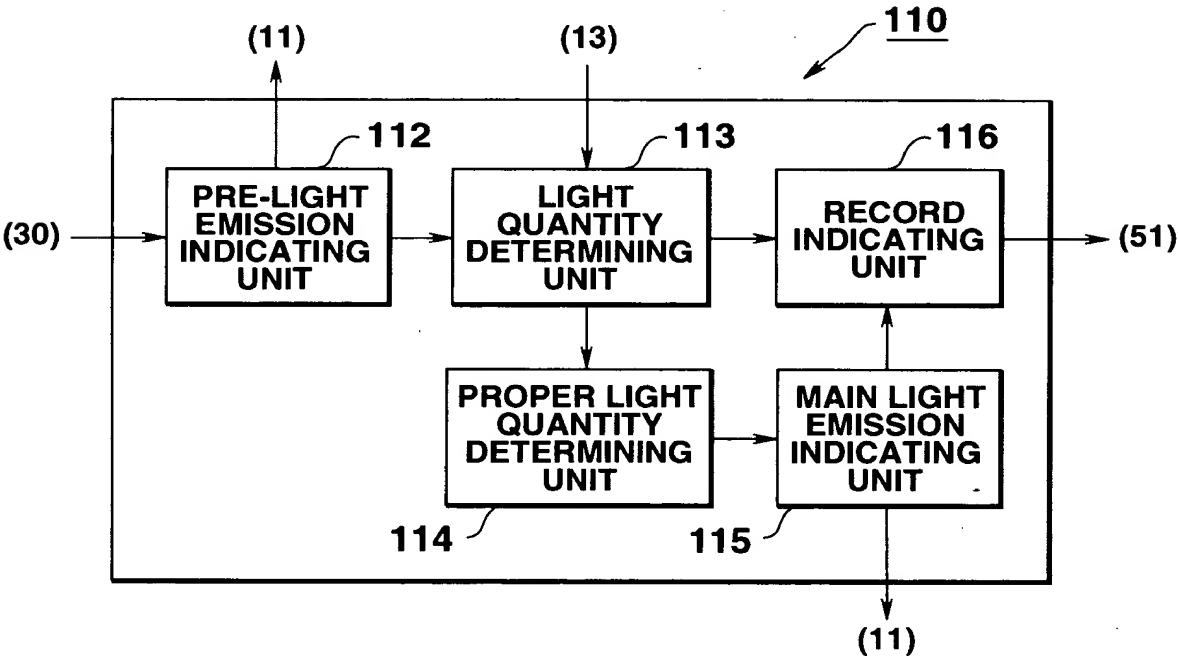 110
(11)
(13)
112
113
116
(30)
PRE-LIGHT
EMISSION
INDICATING
UNIT
LIGHT
QUANTITY
DETERMINING
UNIT
RECORD
INDICATING
UNIT
(51)
PROPER LIGHT
QUANTITY
DETERMINING
UNIT
MAIN LIGHT
EMISSION
INDICATING
UNIT
114
115
(11)